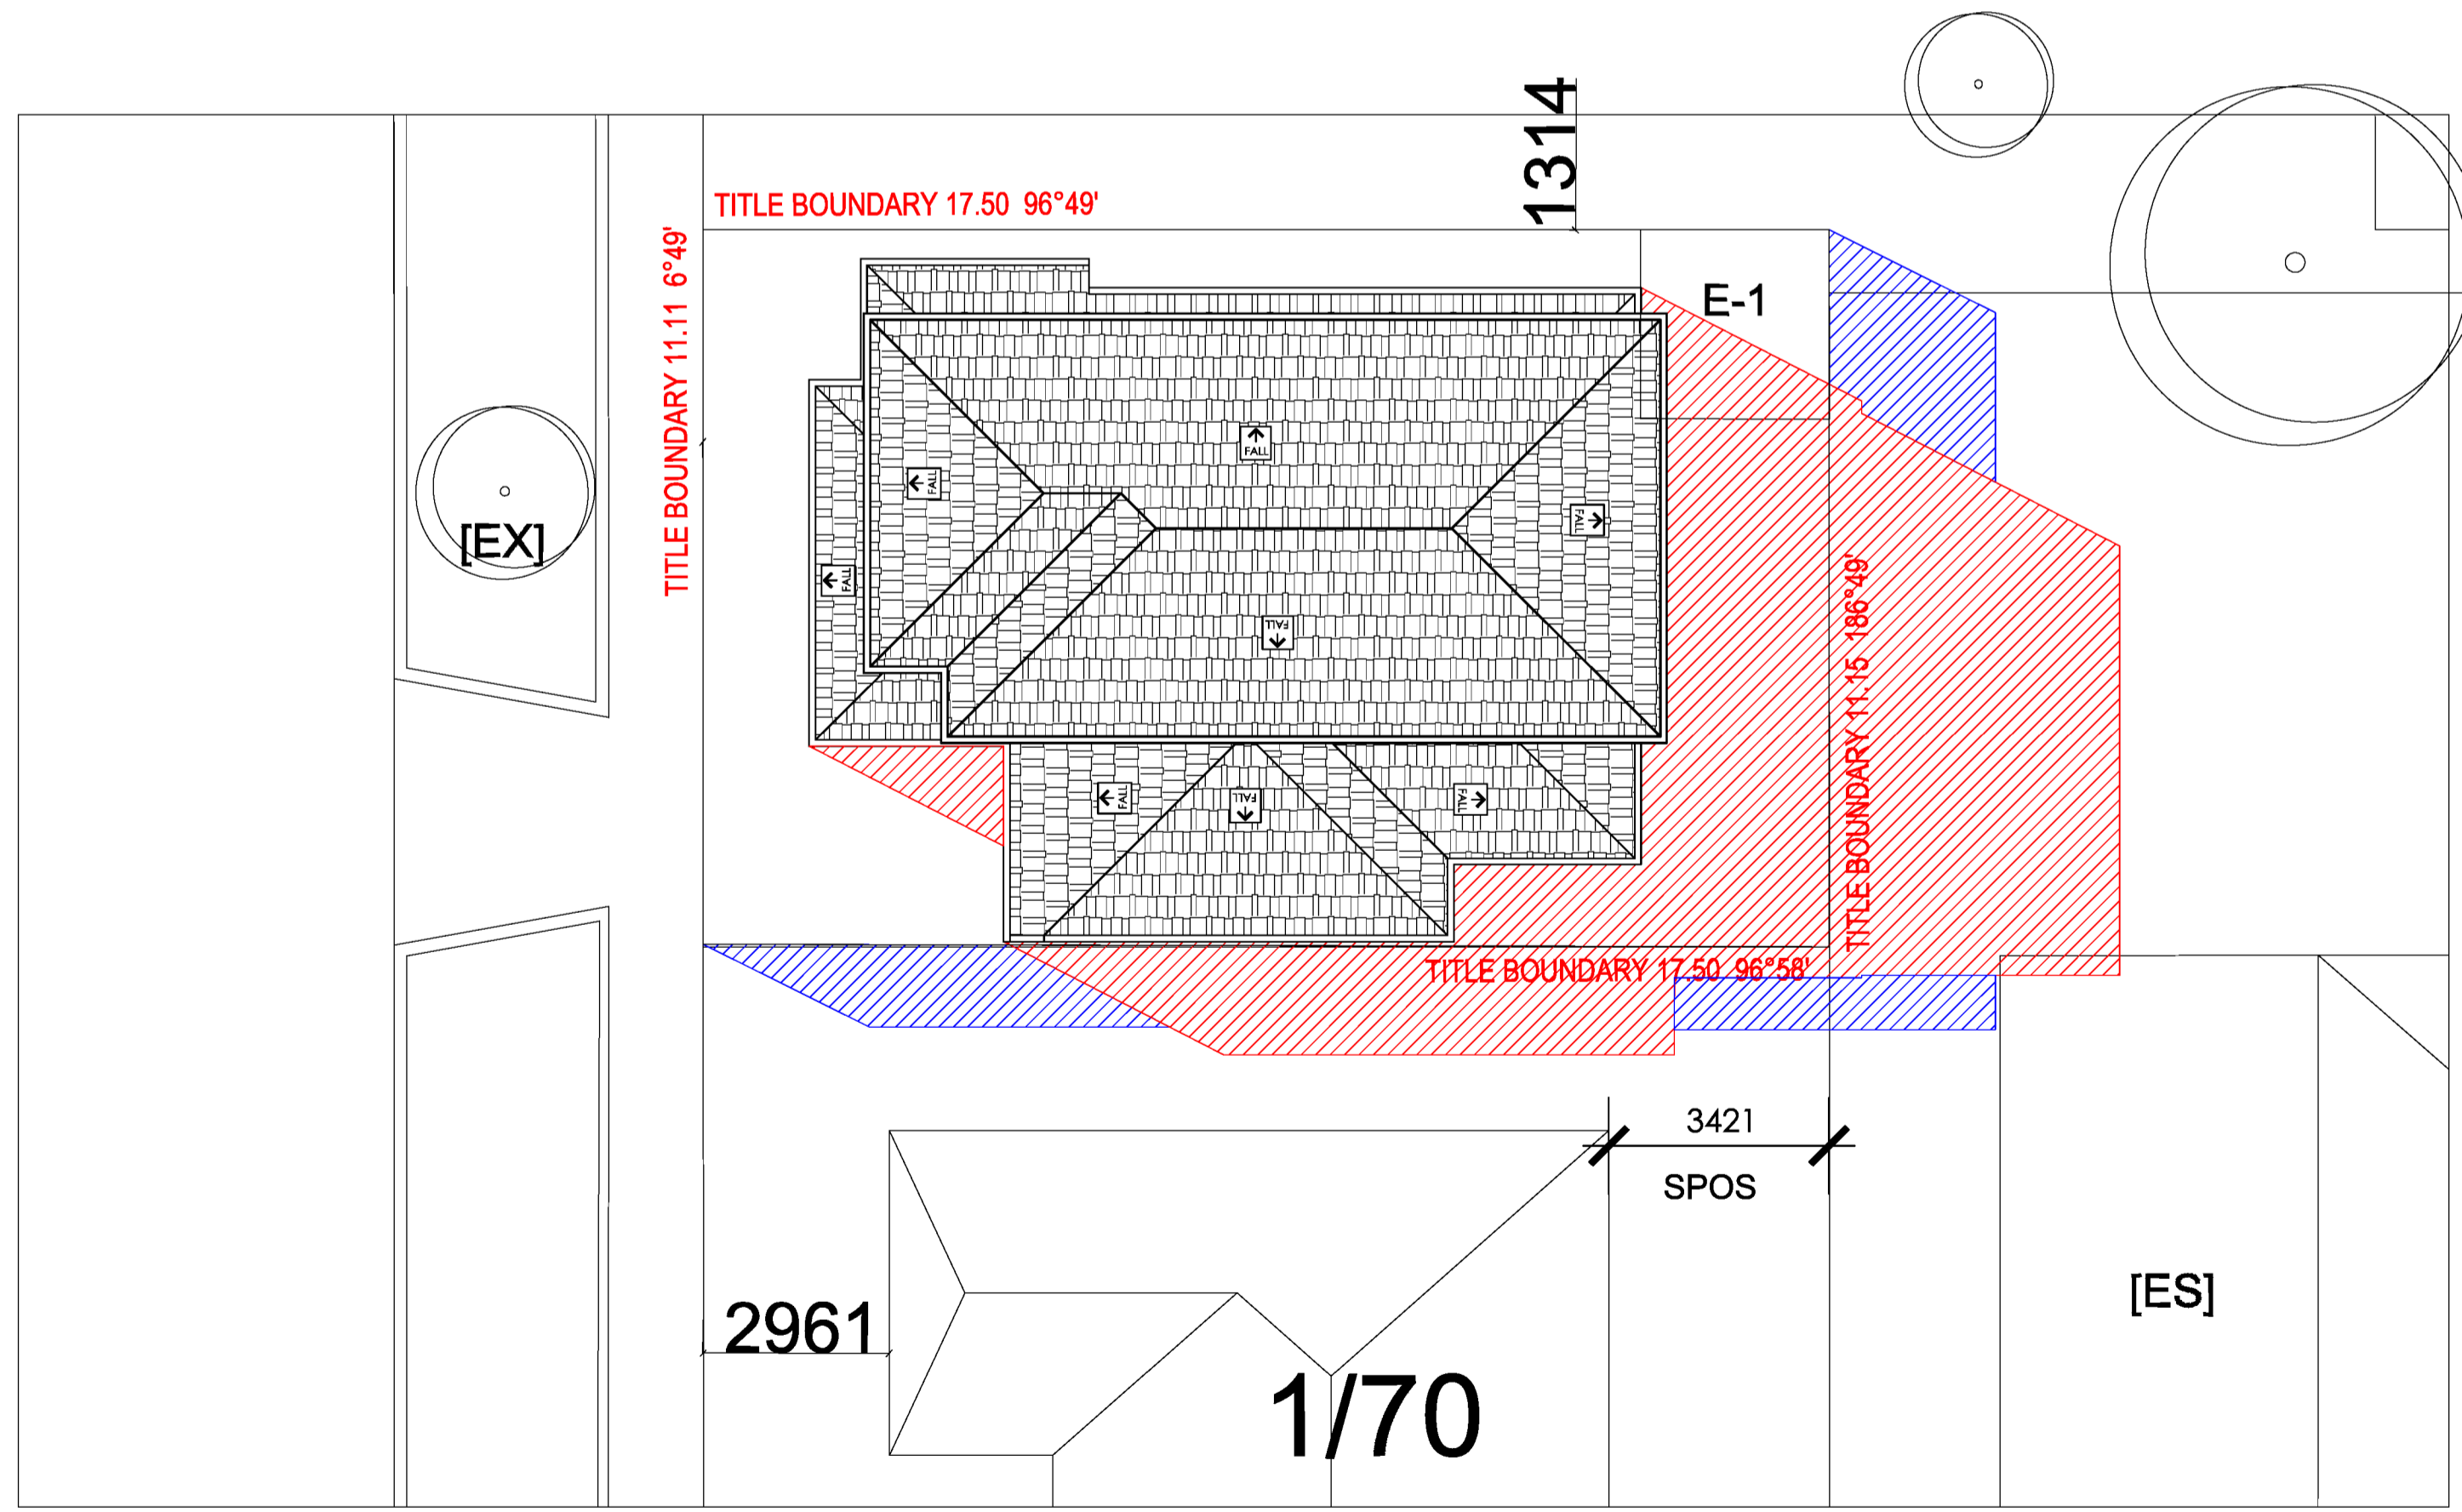 1314
TITLE BOUNDARY 17.50 96°49'
TITLE BOUNDARY 11.11 6°49'
E-1
FALL
FALL
FALL
[EX]
FALL
TITLE BOUNDARY 11.15 186°49'
FALL
FALL
FALL
FALL
TITLE BOUNDARY 17.50 96°58'
3421
SPOS
2961
[ES]
1/70